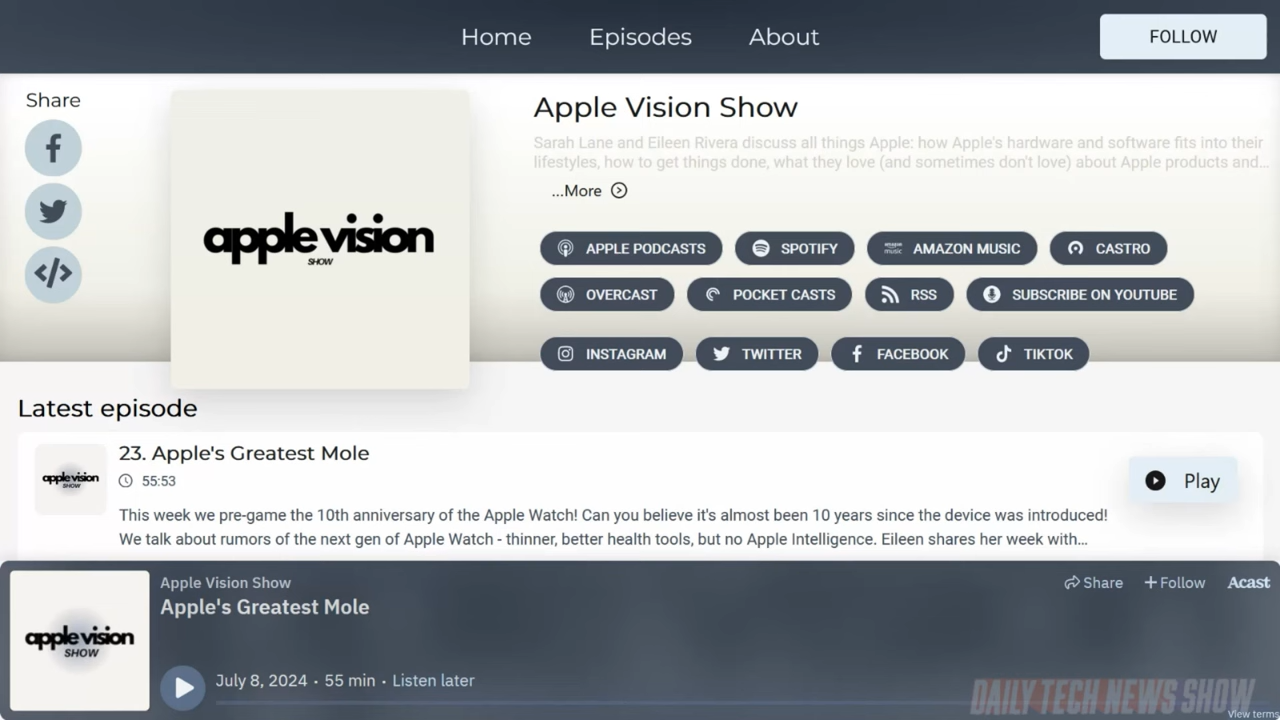 Home Episodes About FOLLOW
Share
apple vision
SHOW
Apple Vision Show
Sarah Lane and Eileen Rivera discuss all things Apple: how Apple's hardware and software fits into their
lifestyles, how to get things done, what they love (and sometimes don't love) about Apple products and...
...More
APPLE PODCASTS SPOTIFY amazon music AMAZON MUSIC CASTRO
OVERCAST POCKET CASTS RSS SUBSCRIBE ON YOUTUBE
INSTAGRAM TWITTER FACEBOOK TIKTOK
Latest episode
apple vision
SHOW
23. Apple's Greatest Mole
55:53
Play
This week we pre-game the 10th anniversary of the Apple Watch! Can you believe it's almost been 10 years since the device was introduced!
We talk about rumors of the next gen of Apple Watch - thinner, better health tools, but no Apple Intelligence. Eileen shares her week with...
apple vision
SHOW
Apple Vision Show
Share +Follow Acast
Apple's Greatest Mole
July 8, 2024 • 55 min • Listen later
DAILY TECH NEWS SHOW
View terms